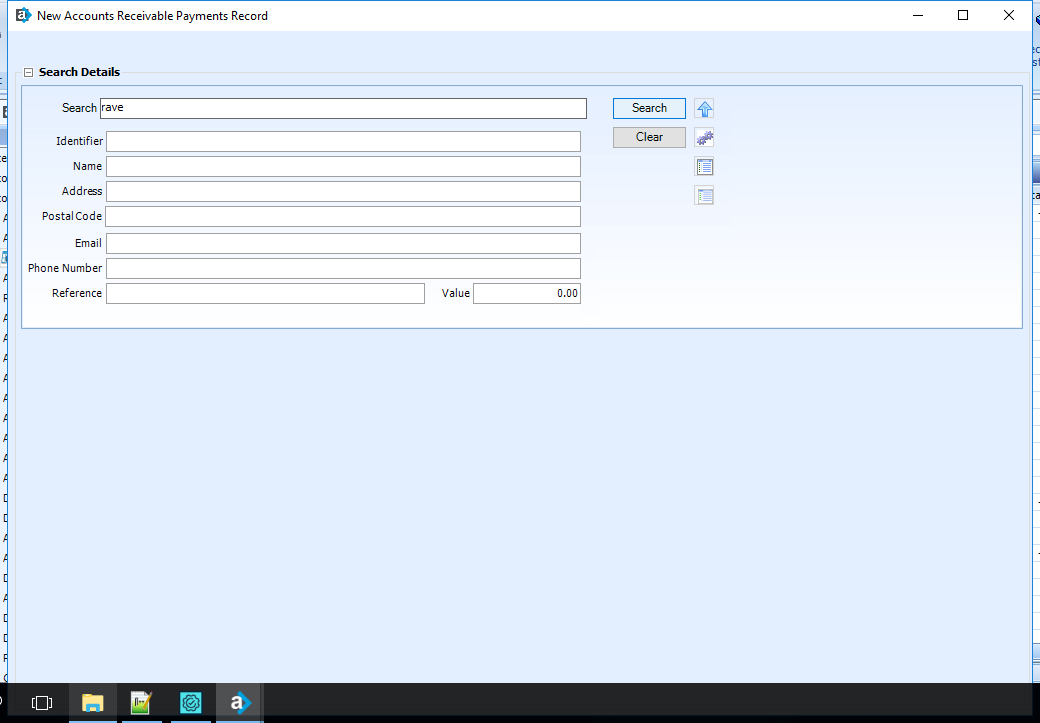 New Accounts Receivable Payments Record
Search Details
Search rave Search
Clear
Identifier
Name
Address
Postal Code
Email
Phone Number
Reference Value 0.00